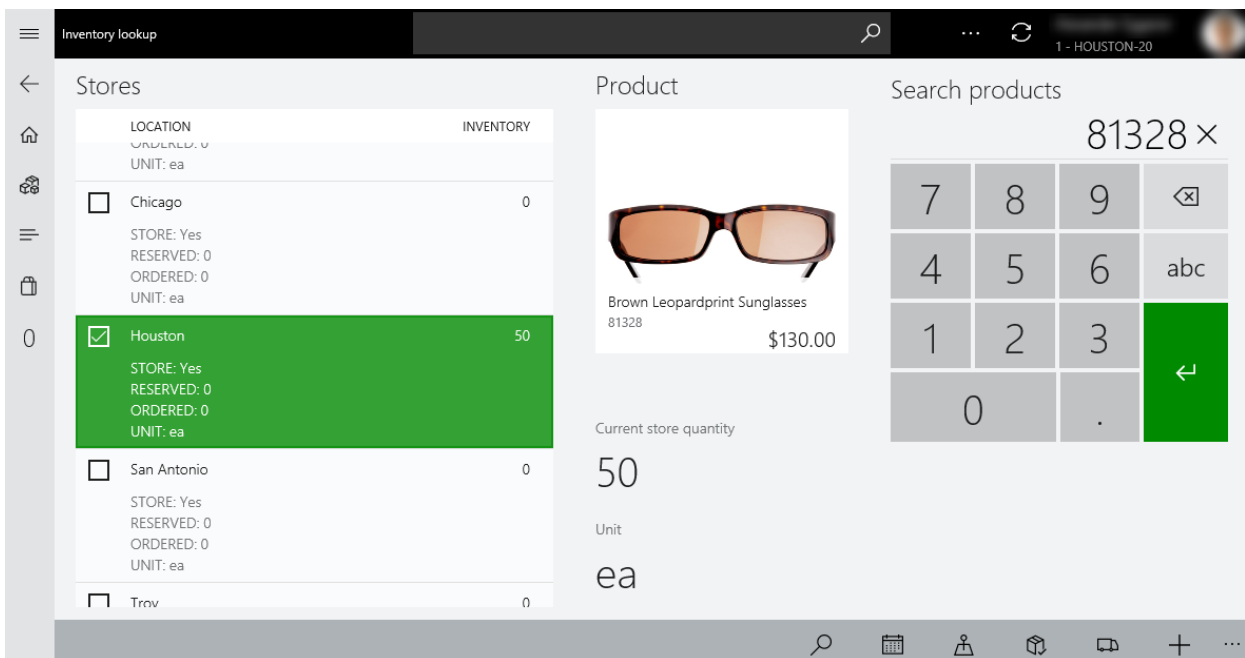 Inventory lookup
1 - HOUSTON-20
Stores
LOCATION INVENTORY
ORDERED: 0
UNIT: ea
Chicago 0
STORE: Yes
RESERVED: 0
ORDERED: 0
UNIT: ea
Houston 50
STORE: Yes
RESERVED: 0
ORDERED: 0
UNIT: ea
San Antonio 0
STORE: Yes
RESERVED: 0
ORDERED: 0
UNIT: ea
Troy 0
0
Product
Brown Leopardprint Sunglasses
81328
$130.00
Current store quantity
50
Unit
ea
Search products
81328
7 8 9
4 5 6 abc
1 2 3
0 .